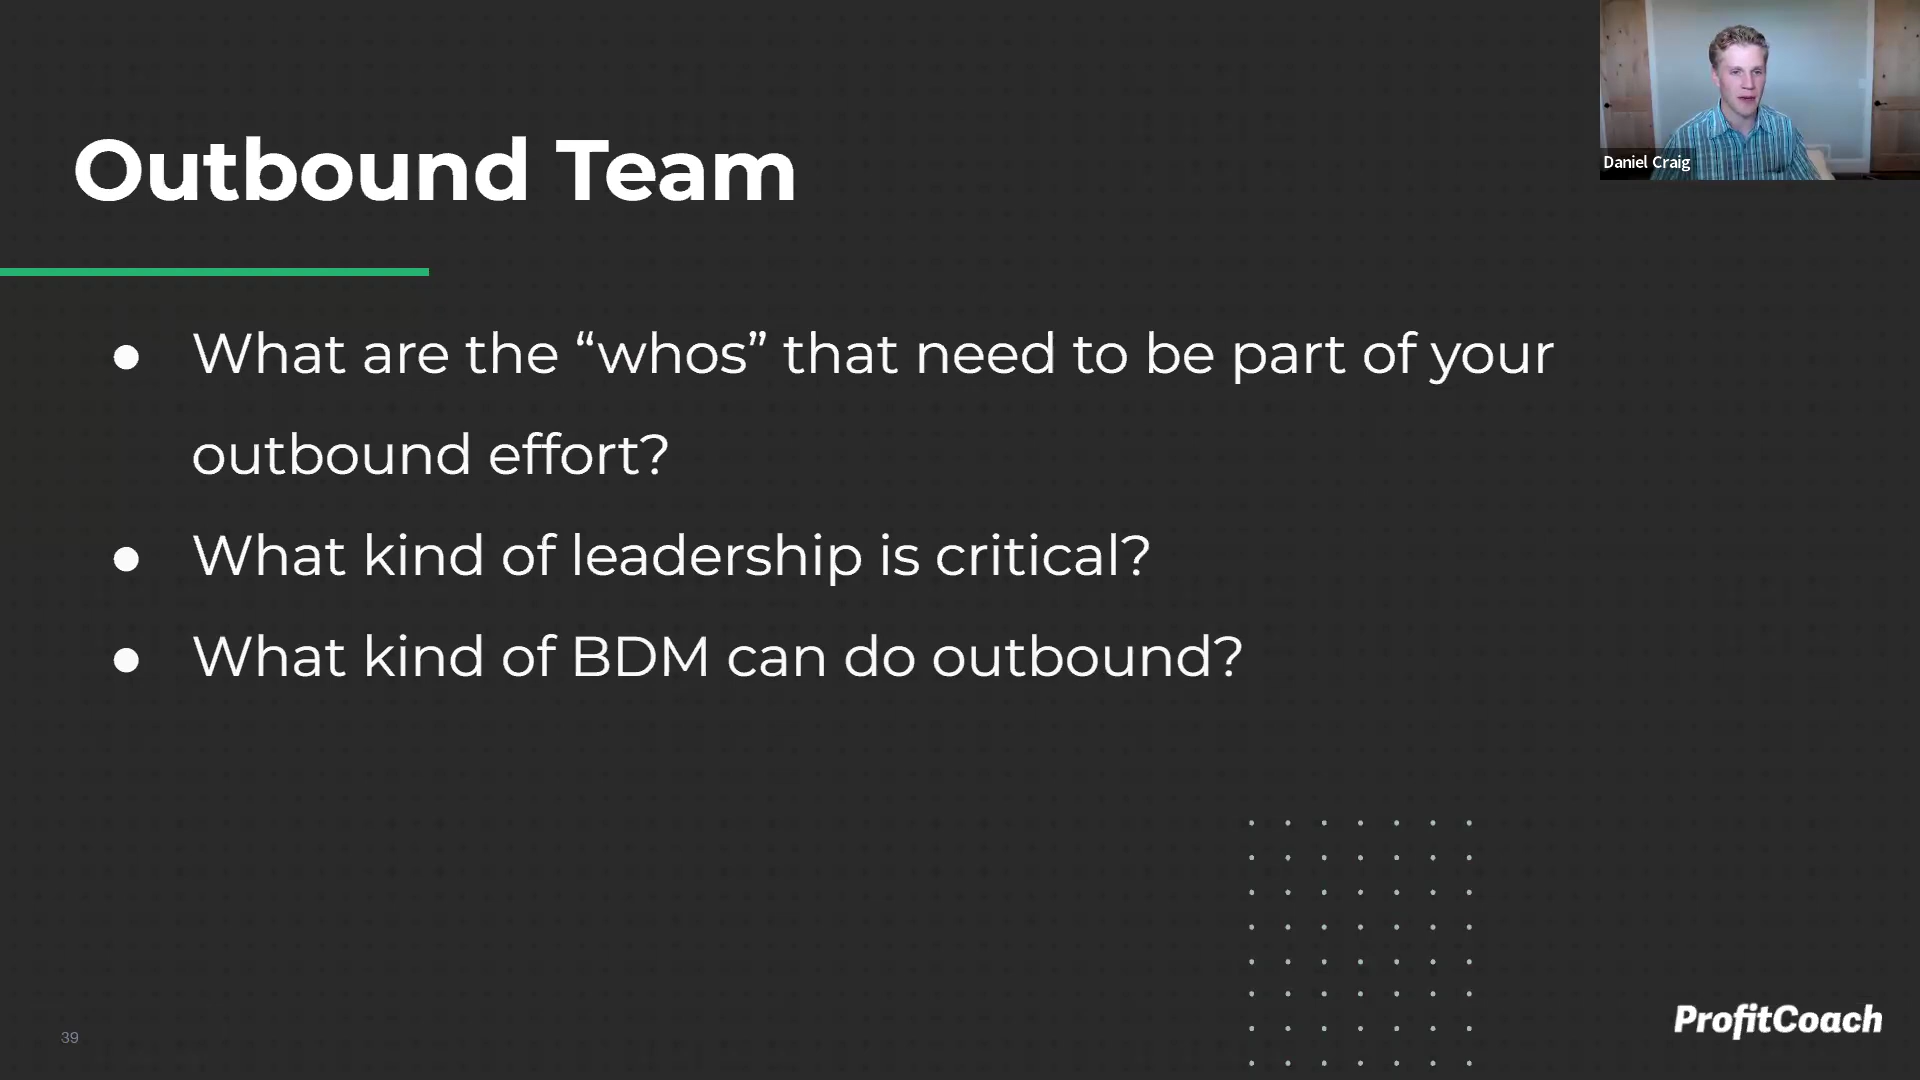 Daniel Craig
Outbound Team
● What are the “whos” that need to be part of your
outbound effort?
● What kind of leadership is critical?
● What kind of BDM can do outbound?
39
ProfitCoach